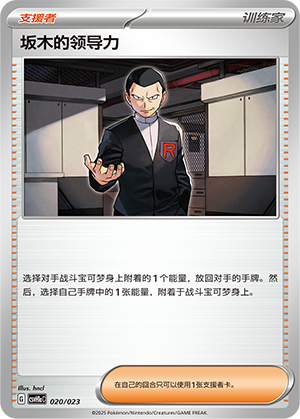 支援者
训练家
坂木的领导力
R
选择对手战斗宝可梦身上附着的1个能量，放回对手的手牌。然
后，选择自己手牌中的1张能量，附着于战斗宝可梦身上。
Illus. hncl
G
020/023
在自己的回合只可以使用1张支援者卡。
©2025 Pokémon/Nintendo/Creatures/GAME FREAK.